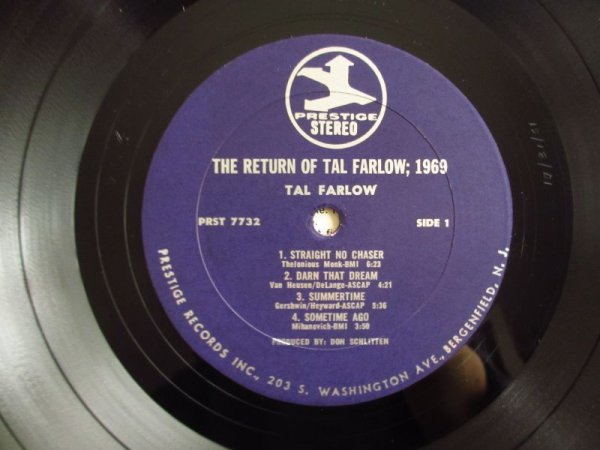 PRESTIGE
STEREO
THE RETURN OF TAL FARLOW; 1969
TAL FARLOW
PRST 7732
SIDE 1
1. STRAIGHT NO CHASER
Thelonious Monk-BMI 6:23
2. DARN THAT DREAM
Van Heusen/DeLange-ASCAP 4:21
3. SUMMERTIME
Gershwin/Heyward-ASCAP 5:36
4. SOMETIME AGO
Mihanovich-BMI 3:50
PRODUCED BY: DON SCHLITTEN
PRESTIGE RECORDS INC., 203 S. WASHINGTON AVE., BERGENFIELD, N. J.